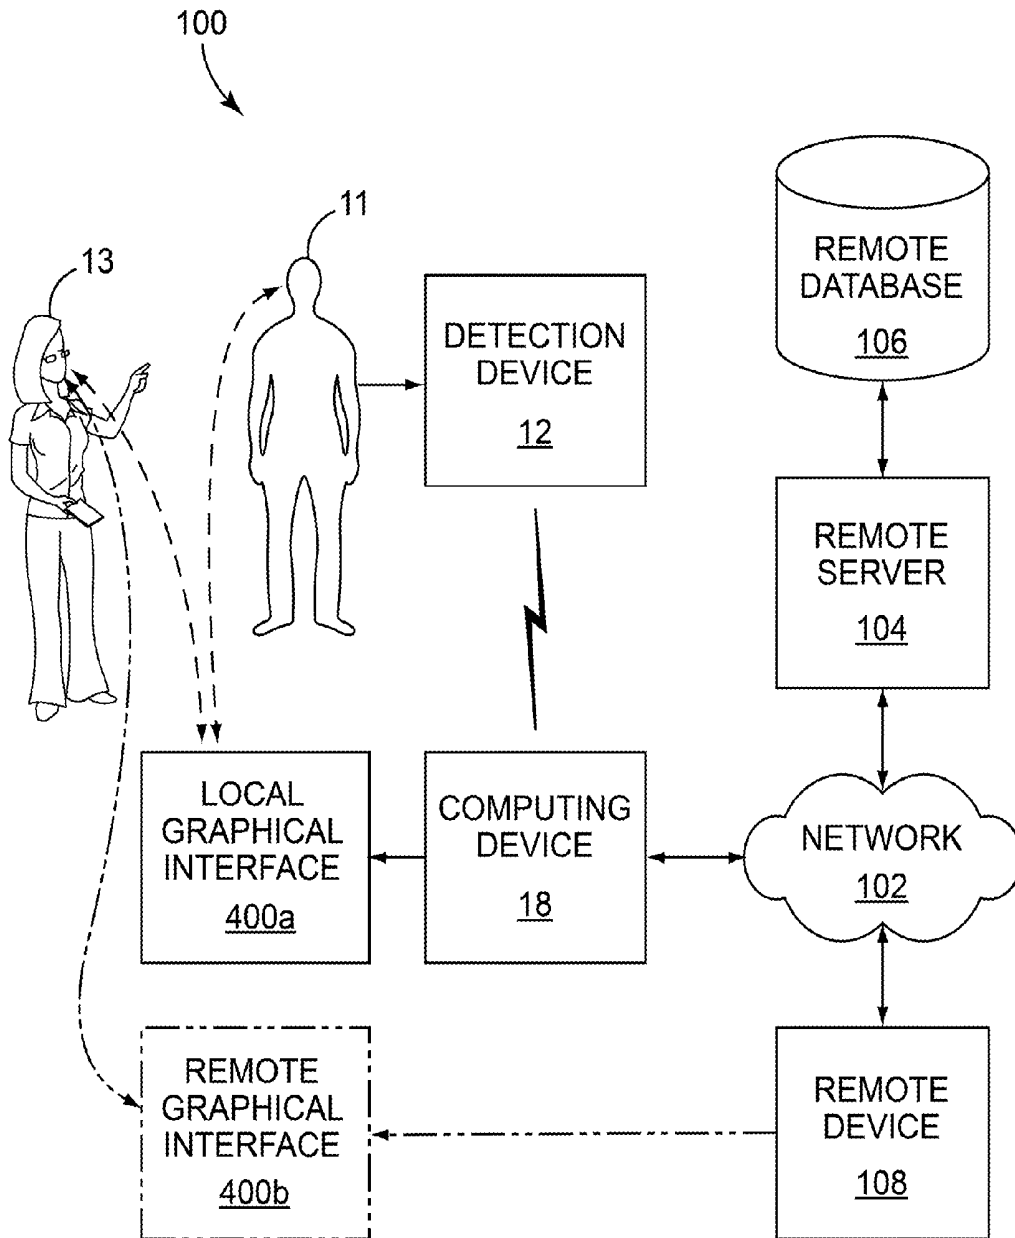 100
11
13
DETECTION
DEVICE
12
REMOTE
DATABASE
106
REMOTE
SERVER
104
LOCAL
GRAPHICAL
INTERFACE
400a
COMPUTING
DEVICE
18
NETWORK
102
REMOTE
GRAPHICAL
INTERFACE
400b
REMOTE
DEVICE
108